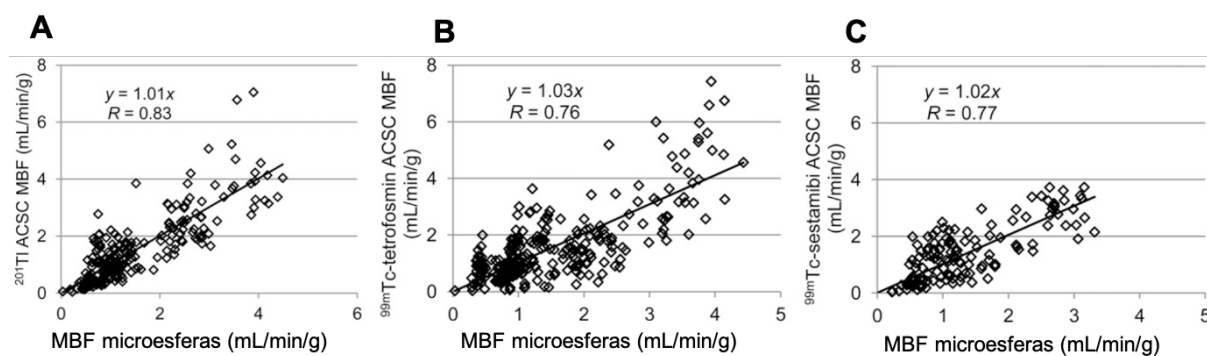 A
8
6
4
2
0
0
2
4
6
²⁰¹Tl ACSC MBF (mL/min/g)
y = 1.01x
R = 0.83
MBF microesferas (mL/min/g)
B
8
6
4
2
0
0
1
2
3
4
5
⁹⁹ᵐTc-tetrofosmin ACSC MBF
(mL/min/g)
y = 1.03x
R = 0.76
MBF microesferas (mL/min/g)
C
8
6
4
2
0
0
1
2
3
4
5
⁹⁹ᵐTc-sestamibi ACSC MBF
(mL/min/g)
y = 1.02x
R = 0.77
MBF microesferas (mL/min/g)